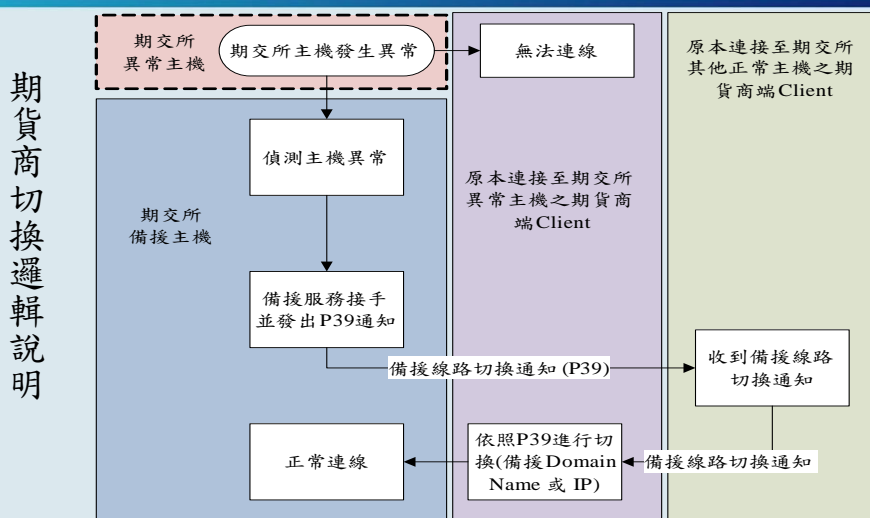 期貨商切換邏輯說明
期交所
異常主機
期交所主機發生異常
無法連線
原本連接至期交所
其他正常主機之期
貨商端Client
偵測主機異常
期交所
備援主機
原本連接至期交所
異常主機之期貨商
端Client
備援服務接手
並發出P39通知
備援線路切換通知(P39)
收到備援線路
切換通知
正常連線
依照P39進行切
換(備援Domain
Name 或 IP)
備援線路切換通知